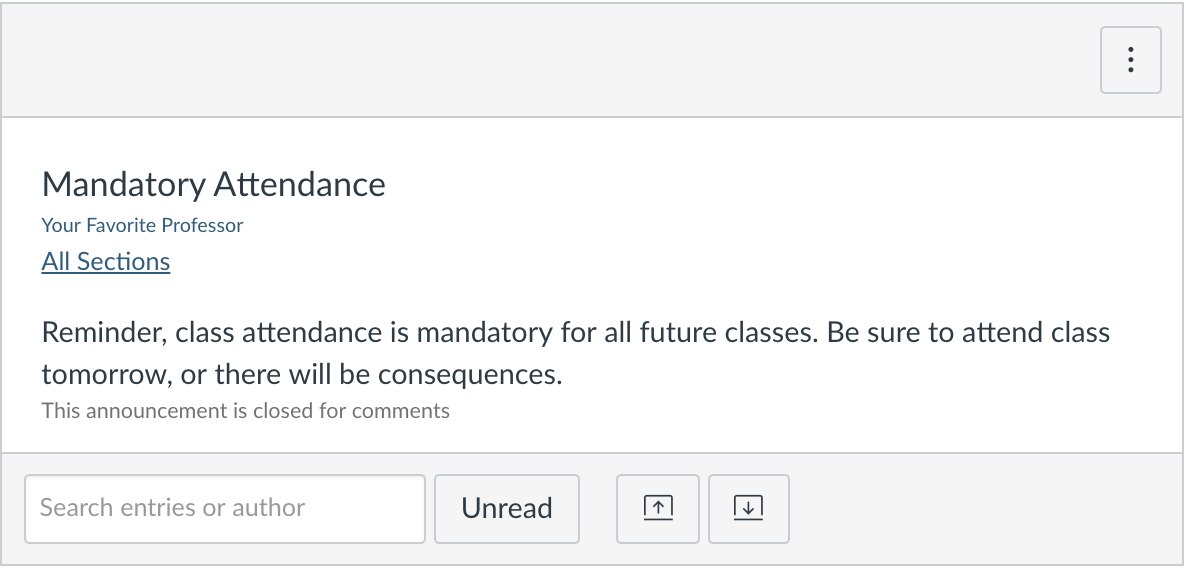 Mandatory Attendance
Your Favorite Professor
All Sections
Reminder, class attendance is mandatory for all future classes. Be sure to attend class
tomorrow, or there will be consequences.
This announcement is closed for comments
Search entries or author
Unread